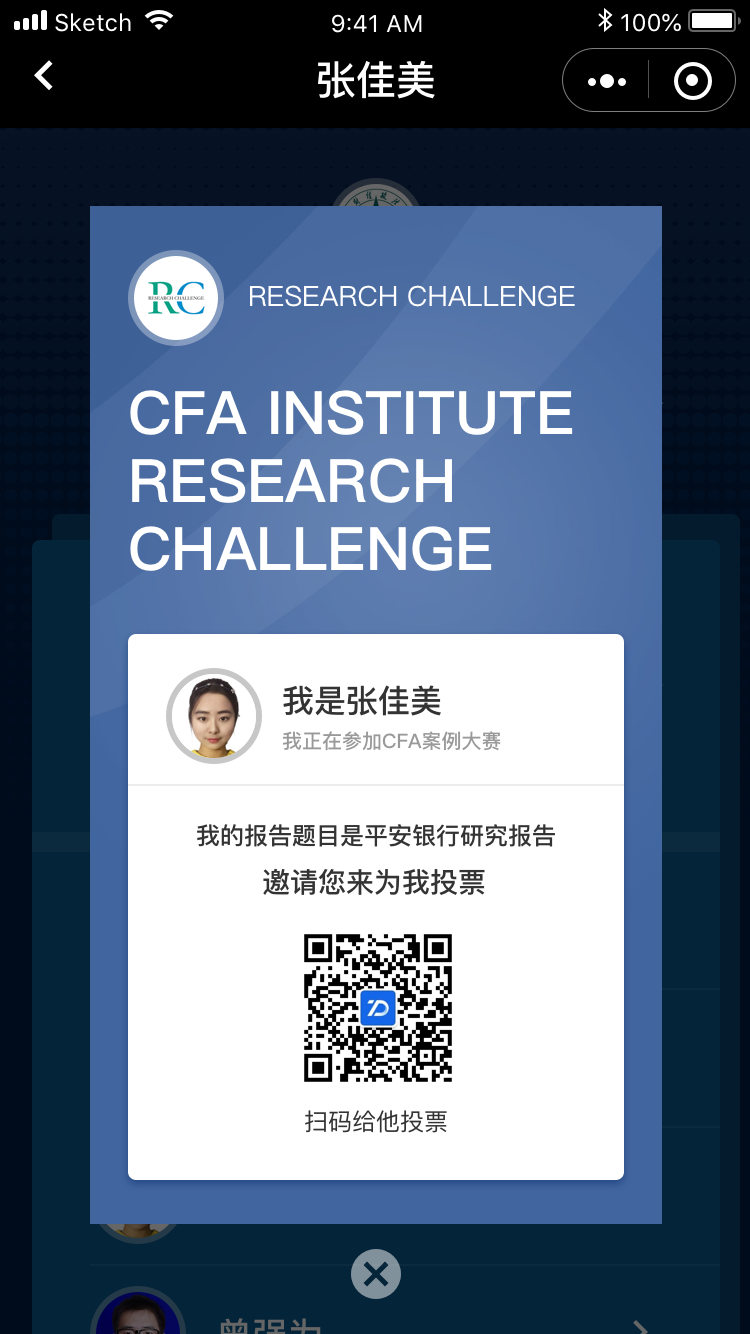 Sketch 9:41 AM 100%
张佳美
RC
RESEARCH CHALLENGE
RESEARCH CHALLENGE
CFA INSTITUTE
RESEARCH
CHALLENGE
我是张佳美
我正在参加CFA案例大赛
我的报告题目是平安银行研究报告
邀请您来为我投票
扫码给他投票